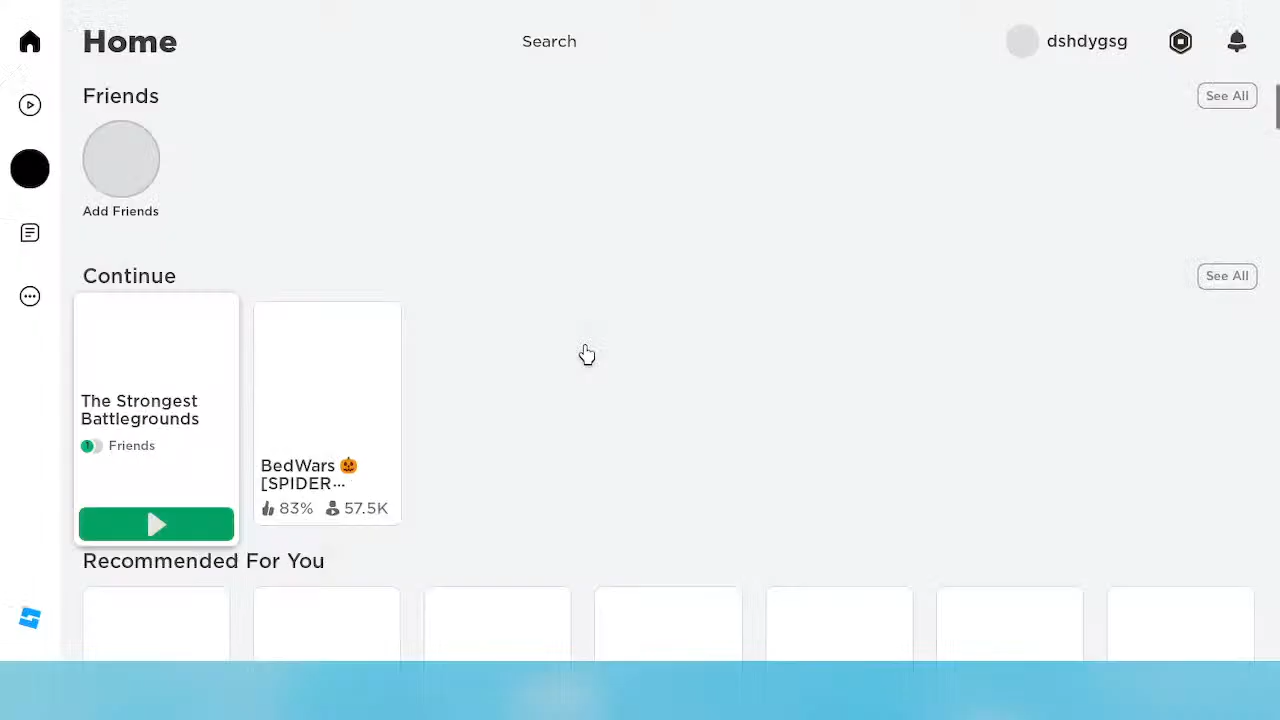 Home
Search
dshdygsg
Friends
See All
Add Friends
Continue
See All
The Strongest
Battlegrounds
1 Friends
BedWars 🎃
[SPIDER...
83% 57.5K
Recommended For You